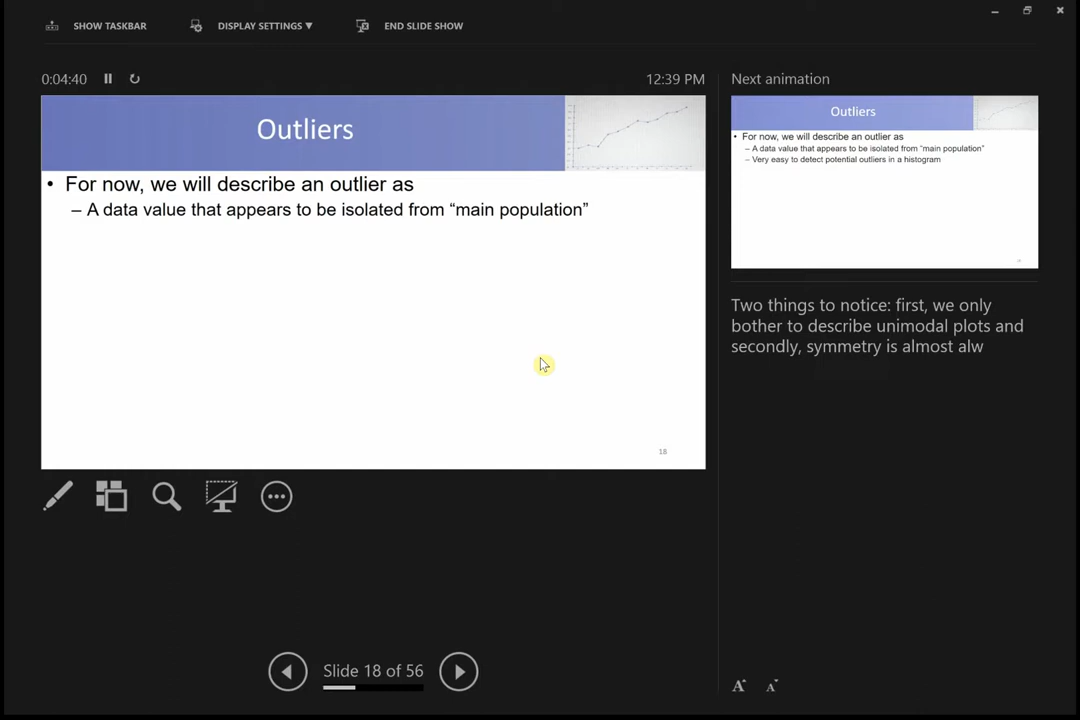 SHOW TASKBAR
DISPLAY SETTINGS ▼
END SLIDE SHOW
0:04:40
12:39 PM
Outliers
• For now, we will describe an outlier as
– A data value that appears to be isolated from “main population”
18
Slide 18 of 56
Next animation
Outliers
• For now, we will describe an outlier as
– A data value that appears to be isolated from “main population”
– Very easy to detect potential outliers in a histogram
Two things to notice: first, we only
bother to describe unimodal plots and
secondly, symmetry is almost alw
A A